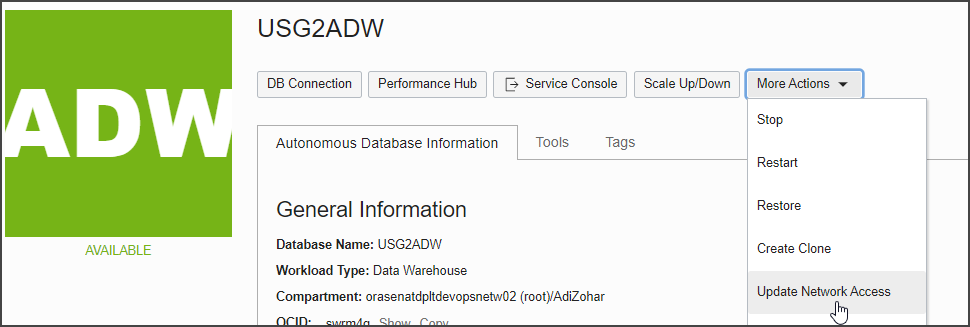 USG2ADW
ADW
AVAILABLE
DB Connection
Performance Hub
Service Console
Scale Up/Down
More Actions
Stop
Restart
Restore
Create Clone
Update Network Access
Autonomous Database Information
Tools
Tags
General Information
Database Name: USG2ADW
Workload Type: Data Warehouse
Compartment: orasenatdpltdevopsnetw02 (root)/AdiZohar
OCID: ...swrm4q Show Copy